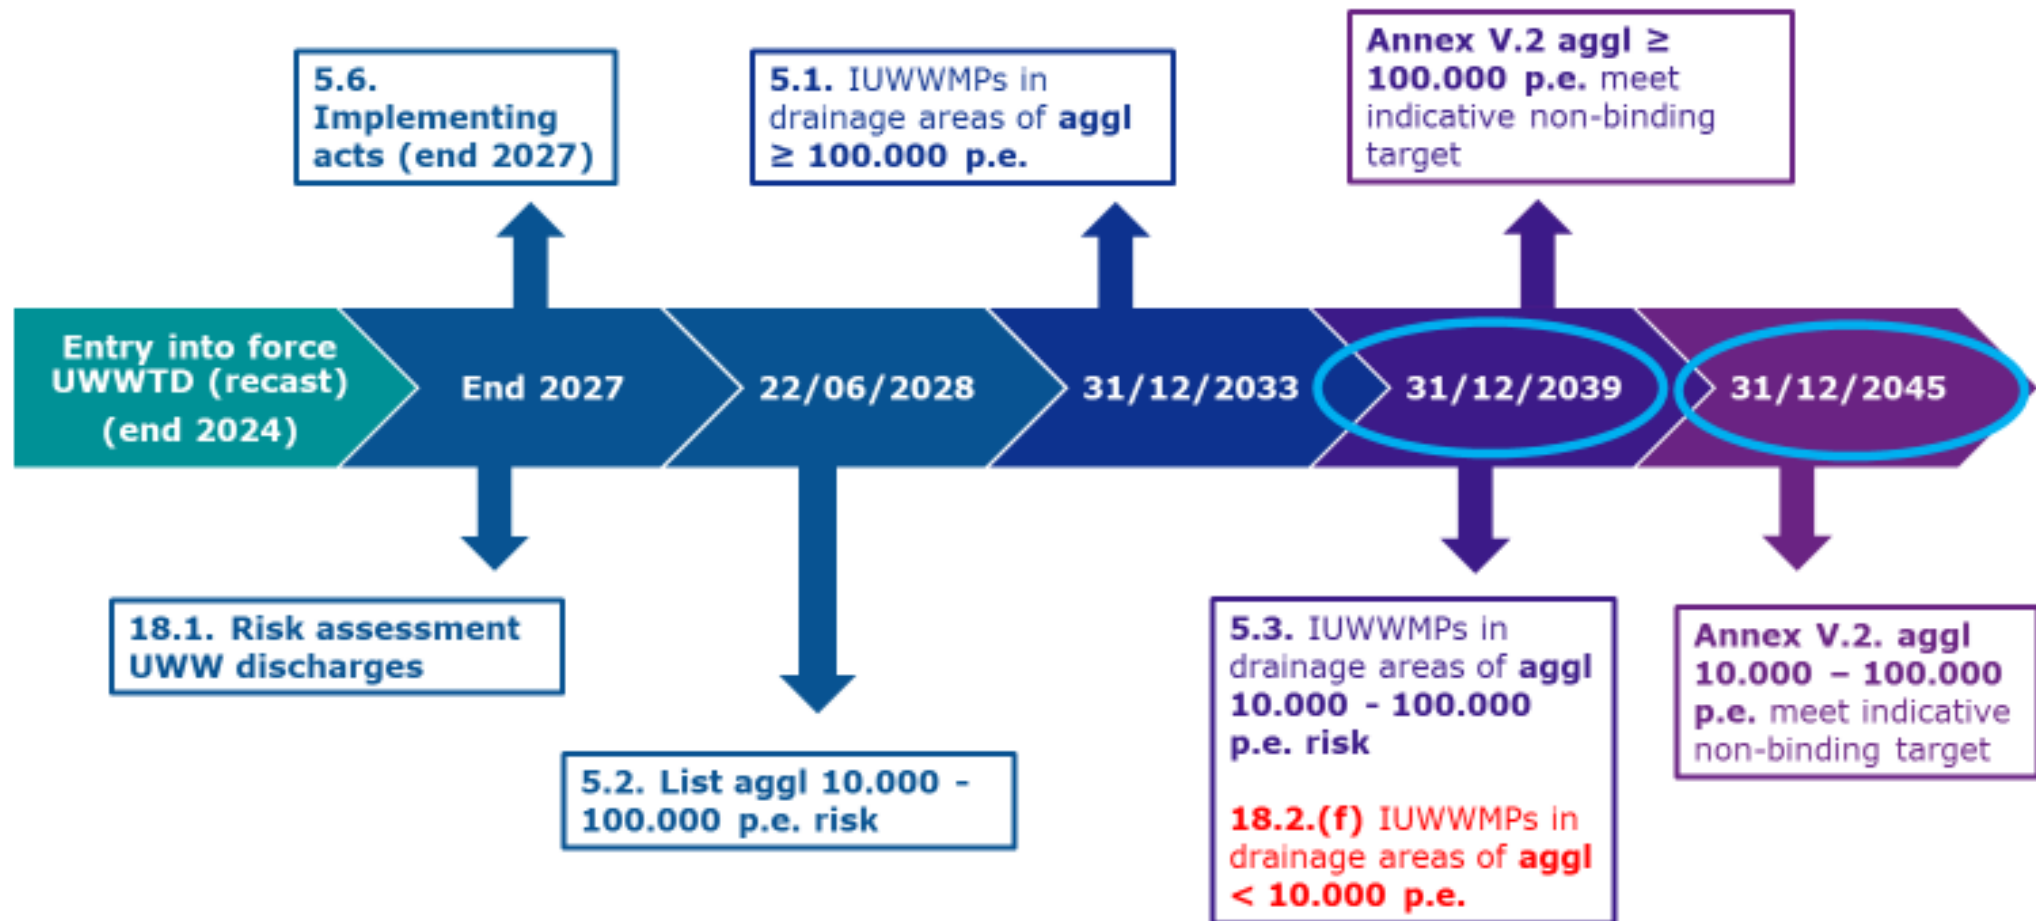 5.6.
Implementing
acts (end 2027)
5.1. IUWWMPs in
drainage areas of aggl
≥ 100.000 p.e.
Annex V.2 aggl ≥
100.000 p.e. meet
indicative non-binding
target
Entry into force
UWWTD (recast)
(end 2024)
End 2027
22/06/2028
31/12/2033
31/12/2039
31/12/2045
18.1. Risk assessment
UWW discharges
5.2. List aggl 10.000 -
100.000 p.e. risk
5.3. IUWWMPs in
drainage areas of aggl
10.000 - 100.000
p.e. risk
18.2.(f) IUWWMPs in
drainage areas of aggl
< 10.000 p.e.
Annex V.2. aggl
10.000 – 100.000
p.e. meet indicative
non-binding target